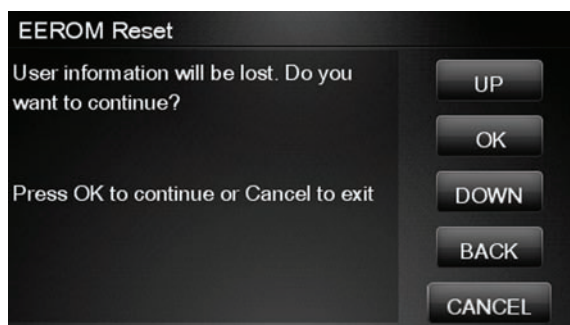 EEROM Reset
User information will be lost. Do you
want to continue?
Press OK to continue or Cancel to exit
UP
OK
DOWN
BACK
CANCEL